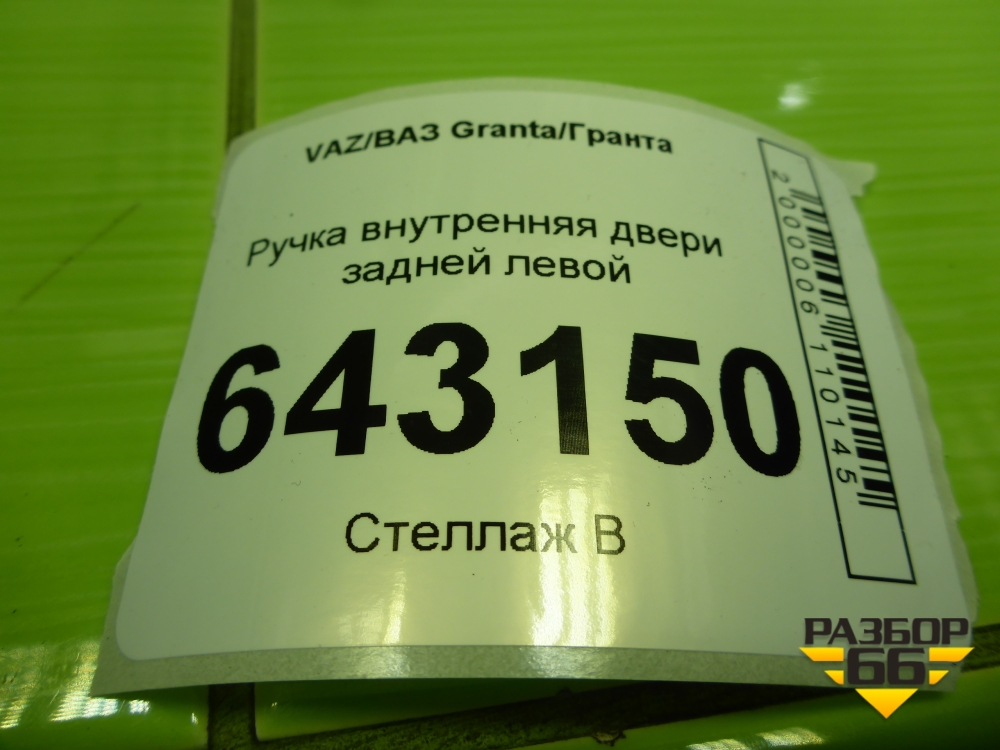 VAZ/ВАЗ Granta/Гранта
Ручка внутренняя двери
задней левой
643150
Стеллаж В
2000006110145
РАЗБОР
66